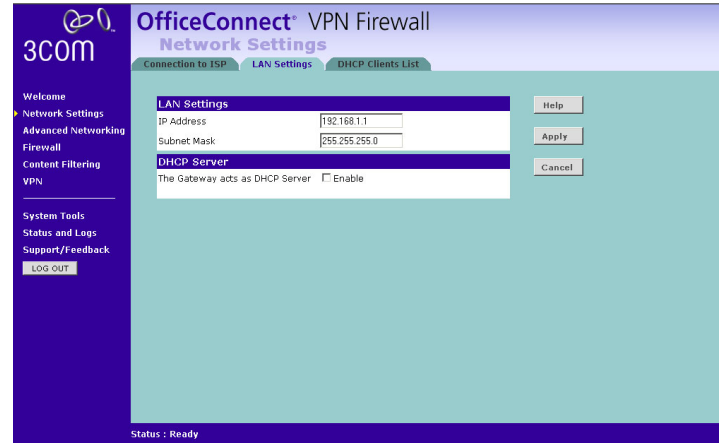 3COM
OfficeConnect® VPN Firewall
Network Settings
Connection to ISP LAN Settings DHCP Clients List
Welcome
Network Settings
Advanced Networking
Firewall
Content Filtering
VPN
System Tools
Status and Logs
Support/Feedback
LOG OUT
LAN Settings
IP Address 192.168.1.1
Subnet Mask 255.255.255.0
DHCP Server
The Gateway acts as DHCP Server Enable
Help
Apply
Cancel
Status : Ready